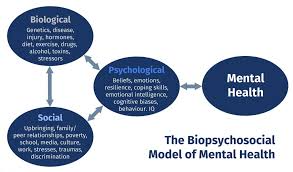 Biological
Genetics, disease,
injury, hormones,
diet, exercise, drugs,
alcohol, toxins,
stressors
Psychological
Beliefs, emotions,
resilience, coping skills,
emotional intelligence,
cognitive biases,
behaviour. IQ
Mental
Health
Social
Upbringing, family/
peer relationships, poverty,
school, media, culture,
work, stresses, traumas,
discrimination
The Biopsychosocial
Model of Mental Health